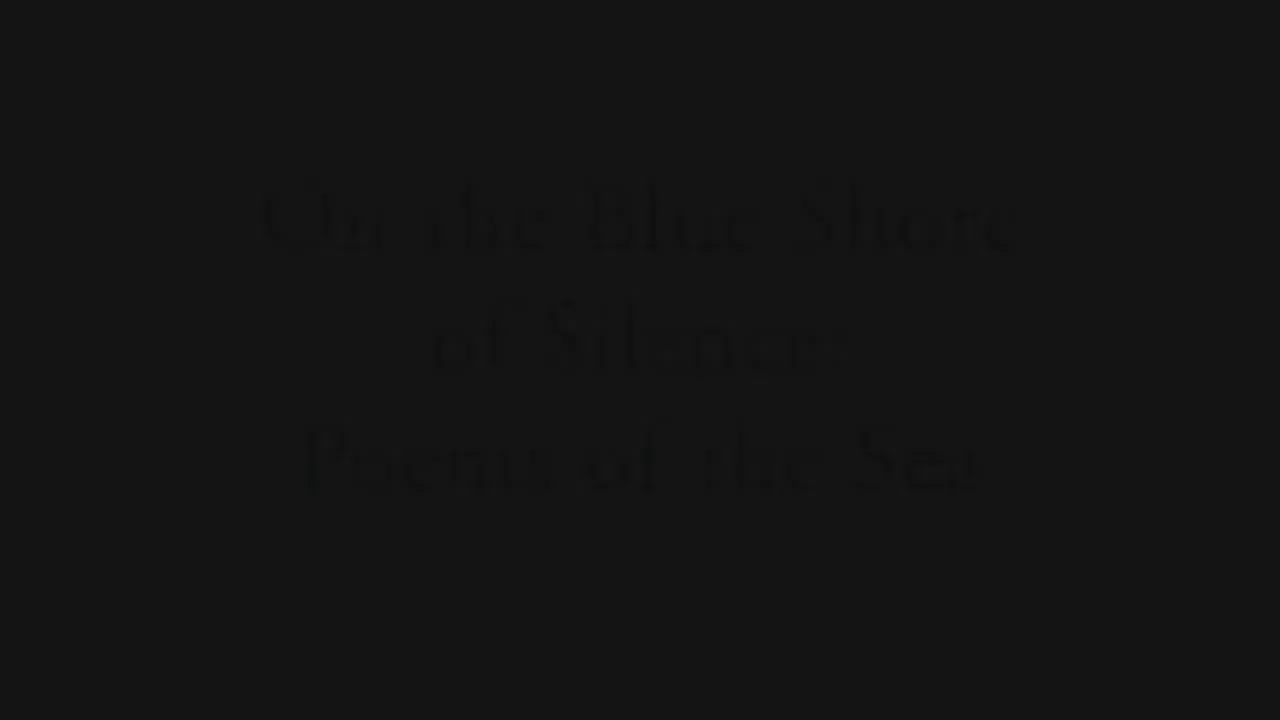 On the Blue Shore
of Silence:
Poems of the Sea